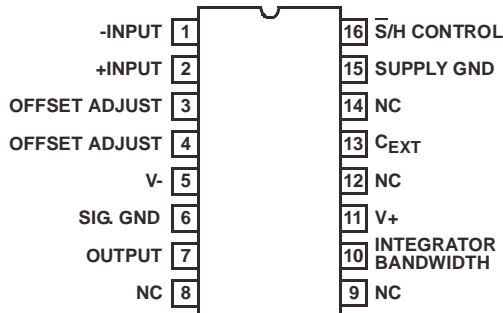 -INPUT 1
+INPUT 2
OFFSET ADJUST 3
OFFSET ADJUST 4
V- 5
SIG. GND 6
OUTPUT 7
NC 8
16 S̅/H CONTROL
15 SUPPLY GND
14 NC
13 C_EXT
12 NC
11 V+
10 INTEGRATOR
BANDWIDTH
9 NC